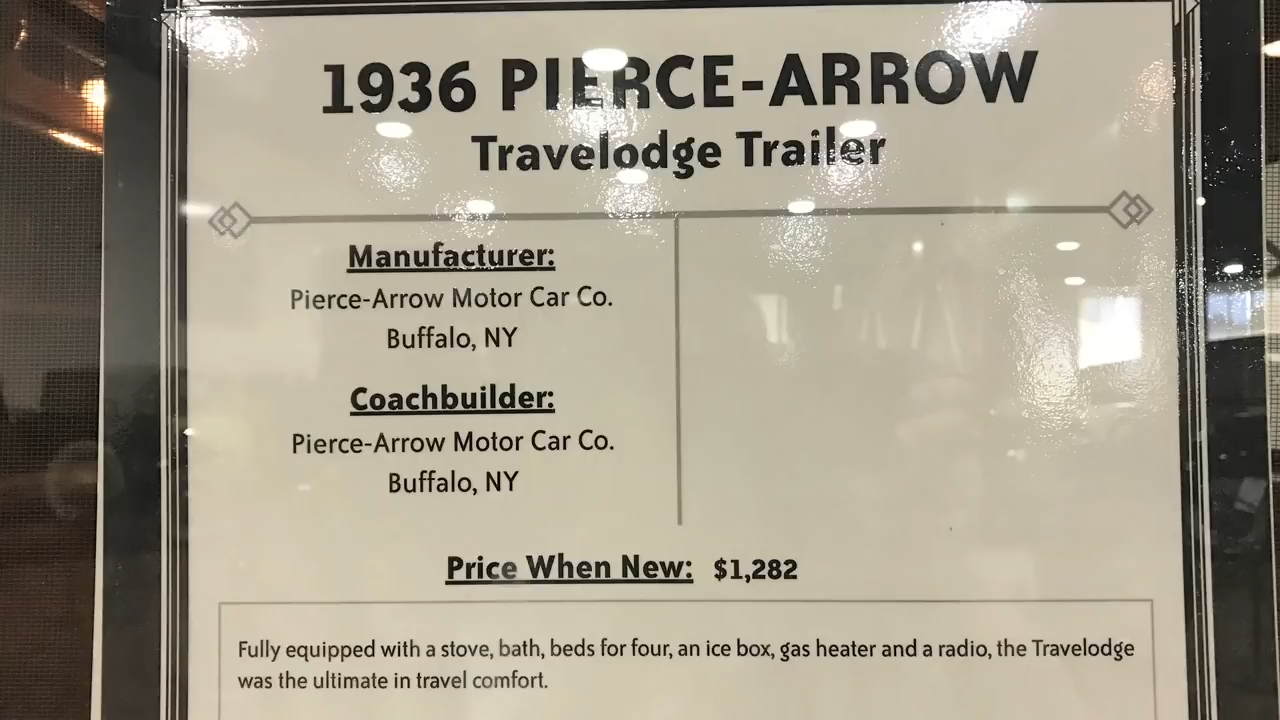 1936 PIERCE-ARROW
Travelodge Trailer
Manufacturer:
Pierce-Arrow Motor Car Co.
Buffalo, NY
Coachbuilder:
Pierce-Arrow Motor Car Co.
Buffalo, NY
Price When New: $1,282
Fully equipped with a stove, bath, beds for four, an ice box, gas heater and a radio, the Travelodge
was the ultimate in travel comfort.